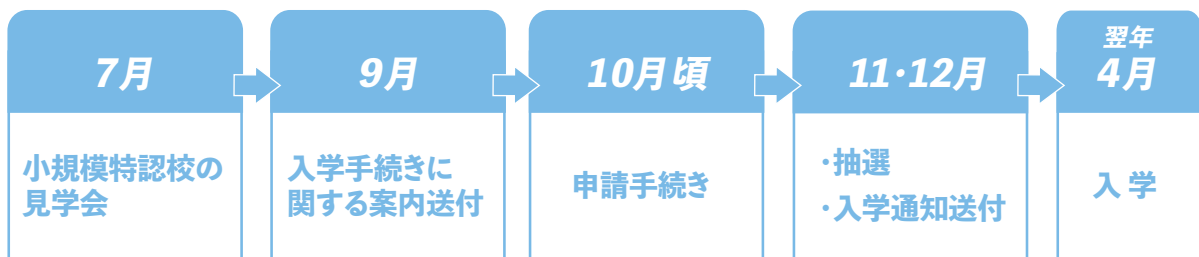 7月
小規模特認校の
見学会
9月
入学手続きに
関する案内送付
10月頃
申請手続き
11・12月
・抽選
・入学通知送付
翌年
4月
入学